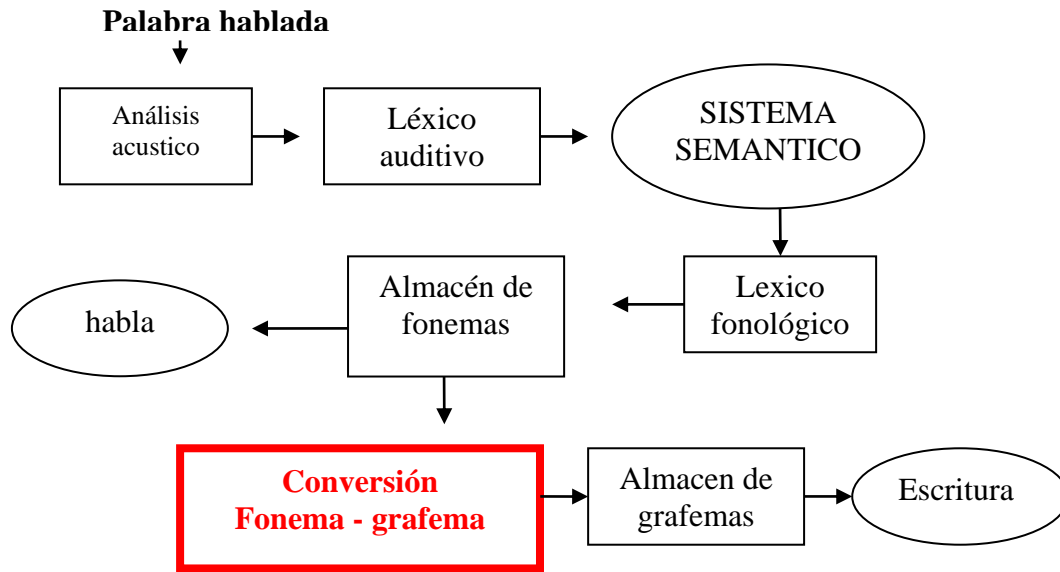 Palabra hablada
Análisis
acustico
Léxico
auditivo
SISTEMA
SEMANTICO
habla
Almacén de
fonemas
Lexico
fonológico
Conversión
Fonema - grafema
Almacen de
grafemas
Escritura